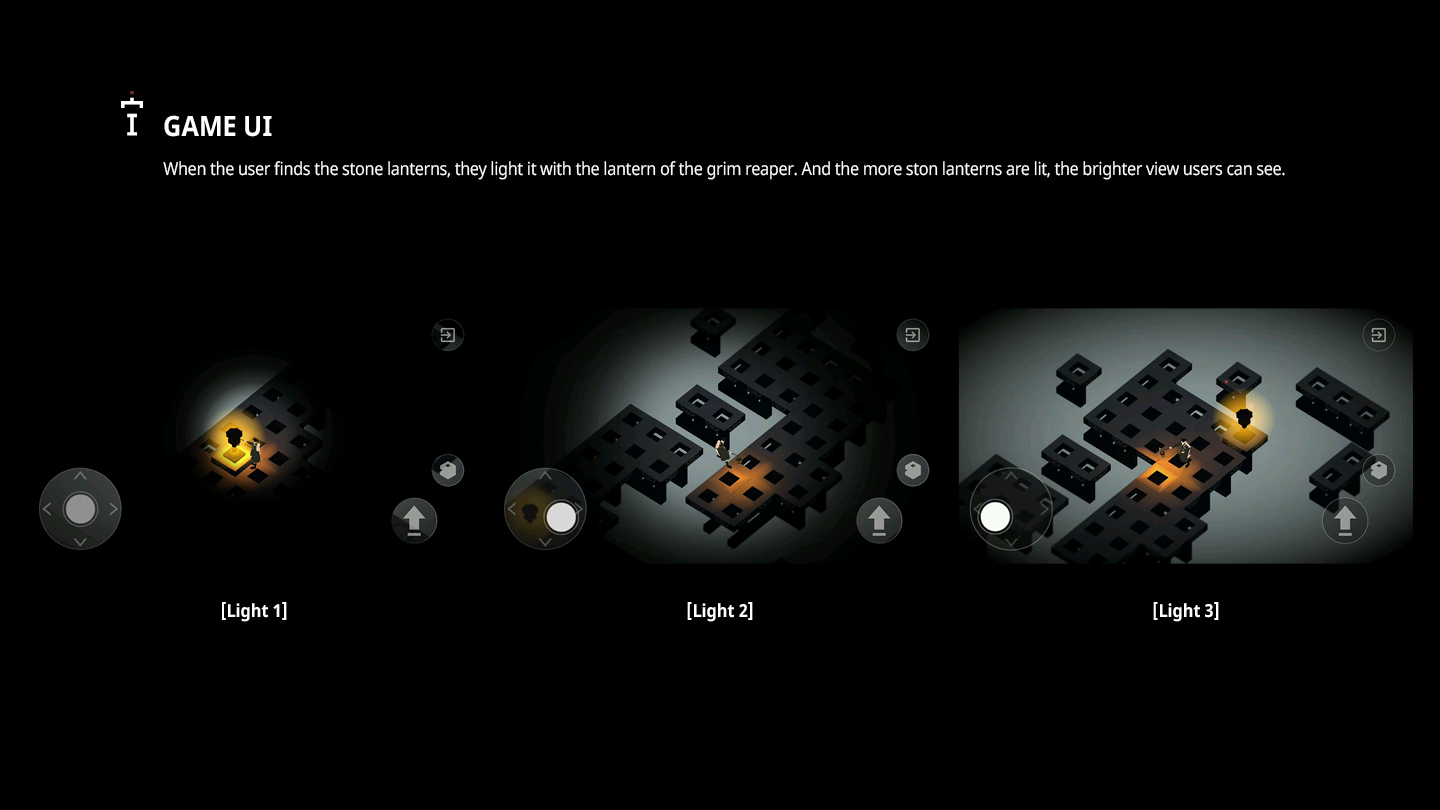 GAME UI
When the user finds the stone lanterns, they light it with the lantern of the grim reaper. And the more ston lanterns are lit, the brighter view users can see.
[Light 1]
[Light 2]
[Light 3]